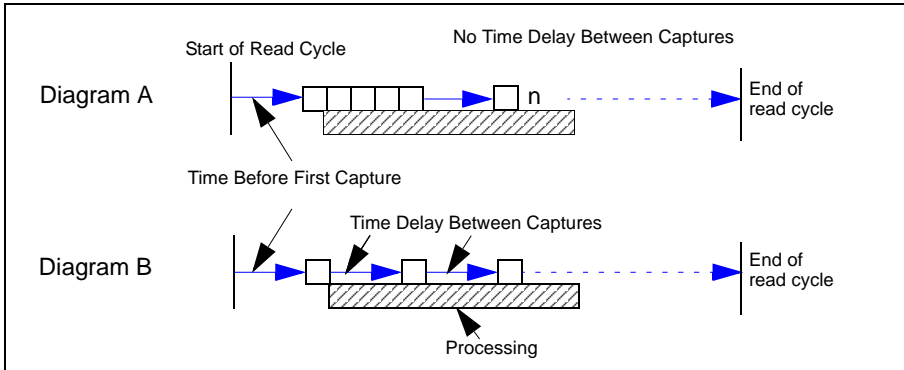 No Time Delay Between Captures
Start of Read Cycle
Diagram A
n
End of
read cycle
Time Before First Capture
Time Delay Between Captures
Diagram B
End of
read cycle
Processing